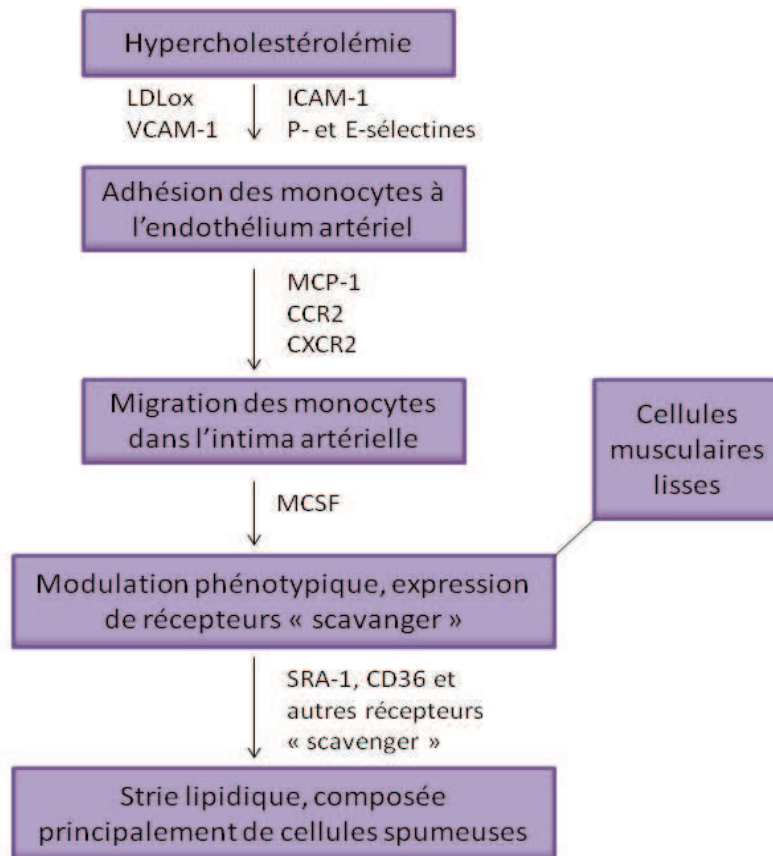 Hypercholestérolémie
LDLox
VCAM-1
ICAM-1
P- et E-sélectines
Adhésion des monocytes à
l'endothélium artériel
MCP-1
CCR2
CXCR2
Migration des monocytes
dans l'intima artérielle
Cellules
musculaires
lisses
MCSF
Modulation phénotypique, expression
de récepteurs « scavanger »
SRA-1, CD36 et
autres récepteurs
« scavenger »
Strie lipidique, composée
principalement de cellules spumeuses